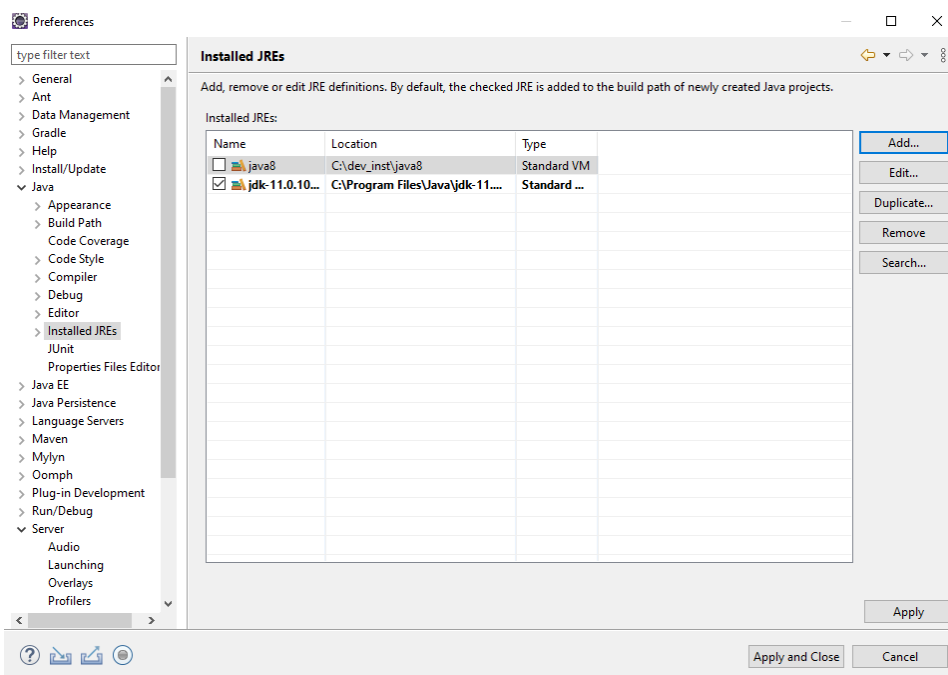 Preferences
type filter text
General
Ant
Data Management
Gradle
Help
Install/Update
Java
Appearance
Build Path
Code Coverage
Code Style
Compiler
Debug
Editor
Installed JREs
JUnit
Properties Files Editor
Java EE
Java Persistence
Language Servers
Maven
Mylyn
Oomph
Plug-in Development
Run/Debug
Server
Audio
Launching
Overlays
Profilers
Installed JREs
Add, remove or edit JRE definitions. By default, the checked JRE is added to the build path of newly created Java projects.
Installed JREs:
Name Location Type
java8 C:\dev_inst\java8 Standard VM
jdk-11.0.10... C:\Program Files\Java\jdk-11.... Standard ...
Add...
Edit...
Duplicate...
Remove
Search...
Apply
? Apply and Close Cancel